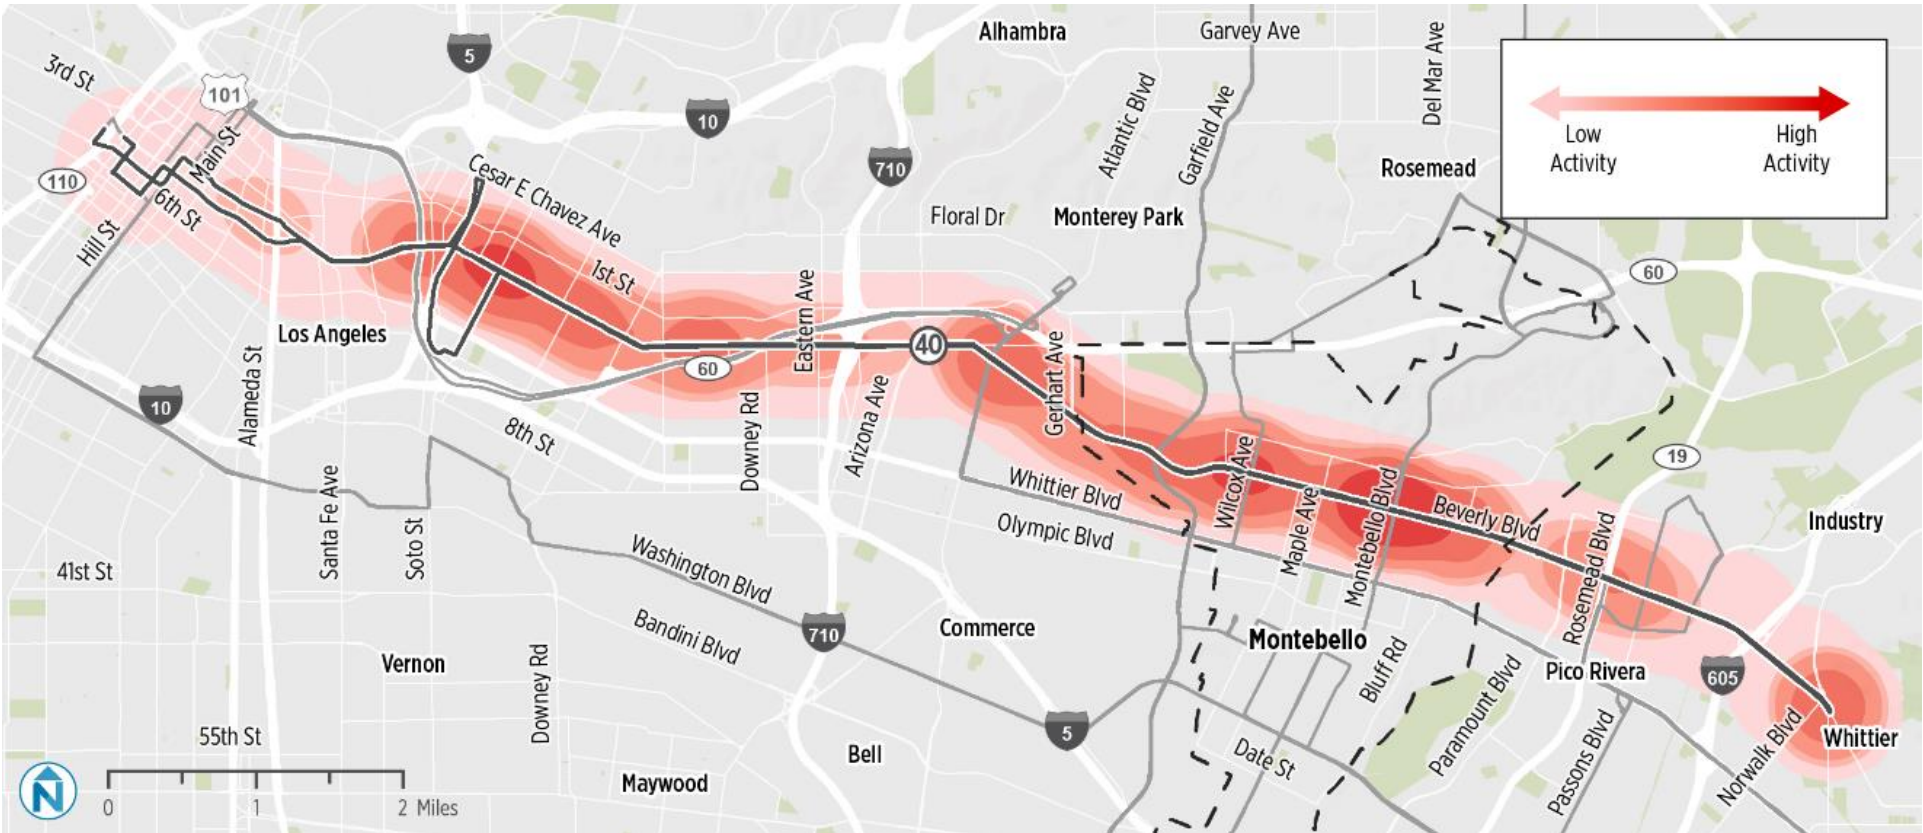 3rd St
101
110
Main St
6th St
Hill St
5
10
Cesar E Chavez Ave
1st St
710
Alhambra
Garvey Ave
Del Mar Ave
Atlantic Blvd
Garfield Ave
Floral Dr
Monterey Park
Rosemead
Low
Activity
High
Activity
60
Los Angeles
Alameda St
10
Eastern Ave
40
60
Gerhart Ave
Downey Rd
Arizona Ave
8th St
Santa Fe Ave
Soto St
Whittier Blvd
Olympic Blvd
Wilcox Ave
Maple Ave
Montebello Blvd
Beverly Blvd
19
Rosemead Blvd
Industry
41st St
Washington Blvd
Bandini Blvd
710
Commerce
Montebello
Bluff Rd
Pico Rivera
605
Vernon
Downey Rd
Paramount Blvd
Passons Blvd
Norwalk Blvd
Whittier
55th St
5
Bell
Date St
Maywood
N
0 1 2 Miles